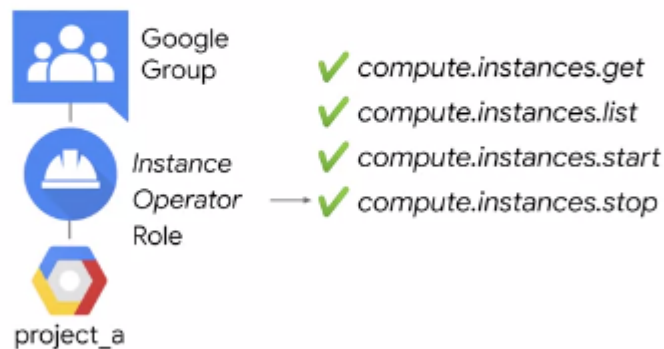 Google
Group
Instance
Operator
Role
project_a
compute.instances.get
compute.instances.list
compute.instances.start
compute.instances.stop